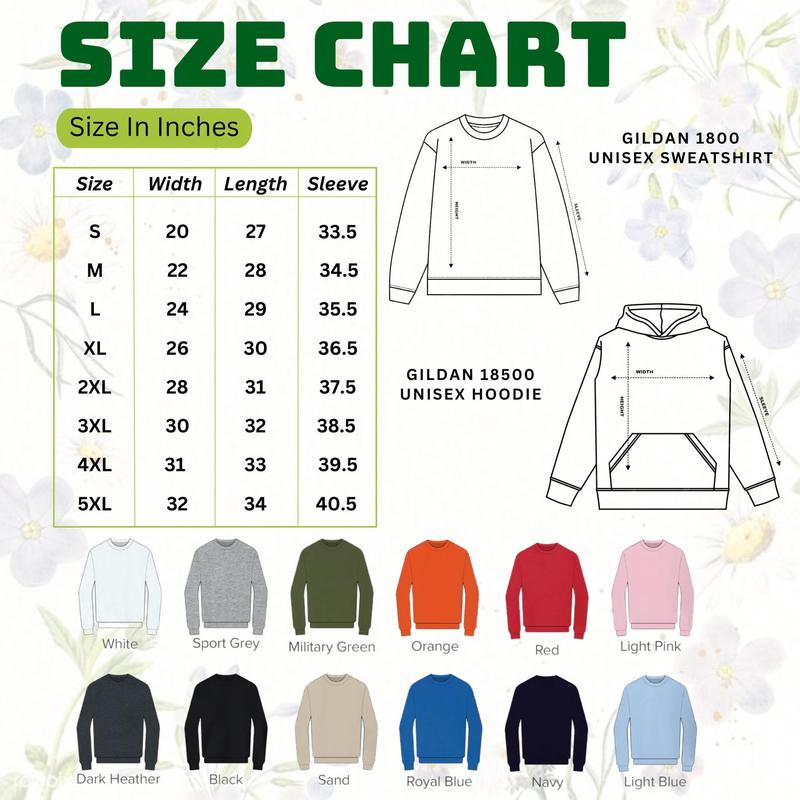 SIZE CHART
Size In Inches
GILDAN 1800
UNISEX SWEATSHIRT
Size Width Length Sleeve
S 20 27 33.5
M 22 28 34.5
L 24 29 35.5
XL 26 30 36.5
2XL 28 31 37.5
3XL 30 32 38.5
4XL 31 33 39.5
5XL 32 34 40.5
WIDTH
HEIGHT
SLEEVE
GILDAN 18500
UNISEX HOODIE
WIDTH
HEIGHT
SLEEVE
White Sport Grey Military Green Orange Red Light Pink
Dark Heather Black Sand Royal Blue Navy Light Blue